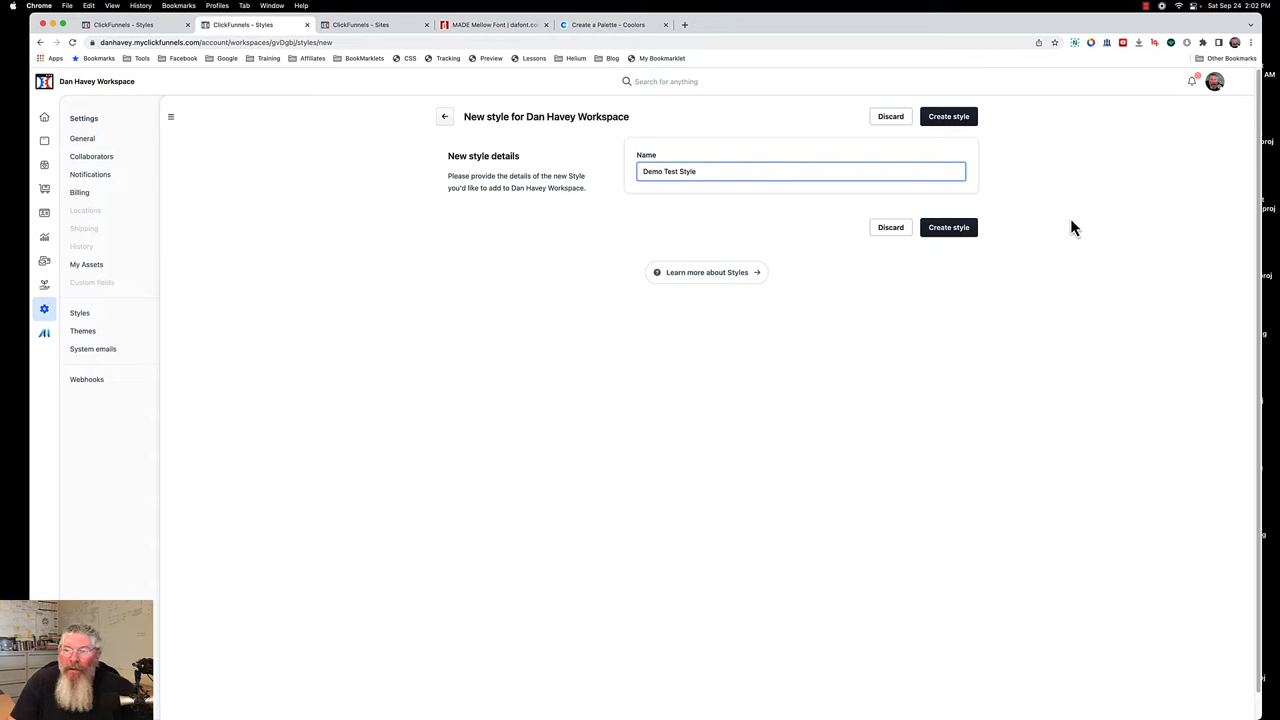 Chrome File Edit View History Bookmarks Profiles Tab Window Help
Sat Sep 24 2:02 PM
ClickFunnels - Styles
ClickFunnels - Styles
ClickFunnels - Sites
MADE Mellow Font | dafont.co
Create a Palette - Coolors
danhavey.myclickfunnels.com/account/workspaces/gvDgbj/styles/new
Apps Bookmarks Tools Facebook Google Training Affiliates BookMarklets CSS Tracking Preview Lessons Helium Blog My Bookmarklet Other Bookmarks
Dan Havey Workspace
Search for anything
AM
Settings
General
Collaborators
Notifications
Billing
Locations
Shipping
History
My Assets
Custom fields
Styles
Themes
System emails
Webhooks
New style for Dan Havey Workspace
Discard
Create style
New style details
Please provide the details of the new Style
you'd like to add to Dan Havey Workspace.
Name
Demo Test Style
Discard
Create style
Learn more about Styles